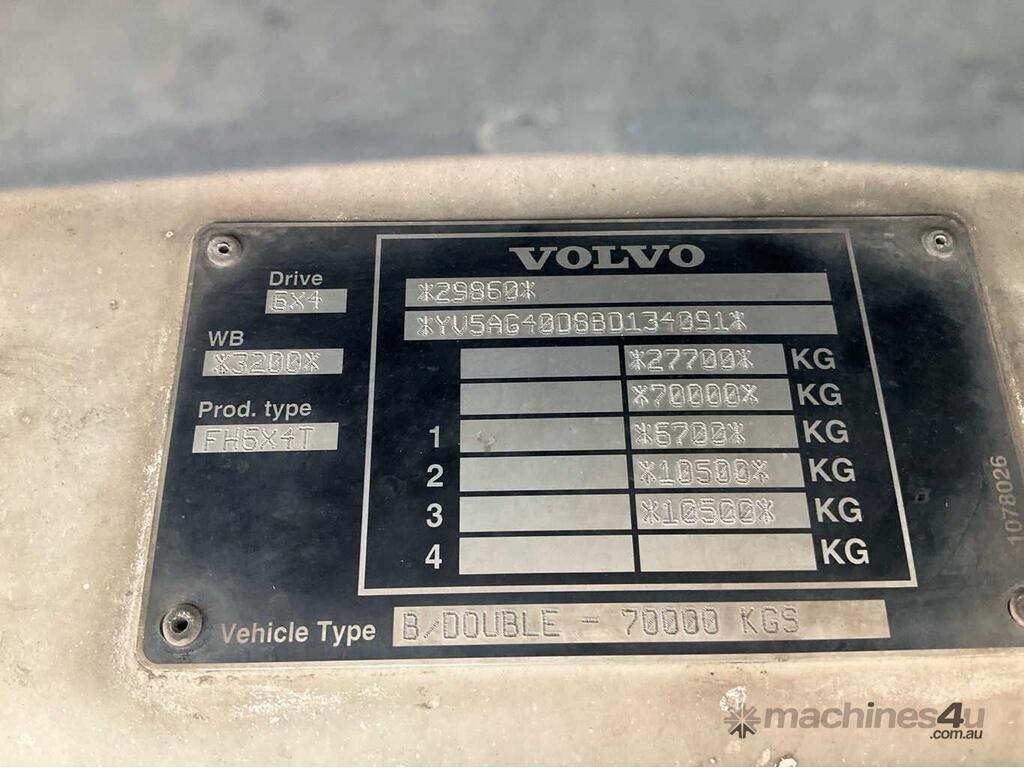 VOLVO
Drive
6X4
*29860*
*YV5AG40D8BD134091*
WB
*3200*
*27700* KG
*70000* KG
Prod. type
FH6X4T
1 *6700* KG
2 *10500* KG
3 *10500* KG
4 KG
1078026
Vehicle Type B/DOUBLE - 70000 KGS
machines4u
.com.au